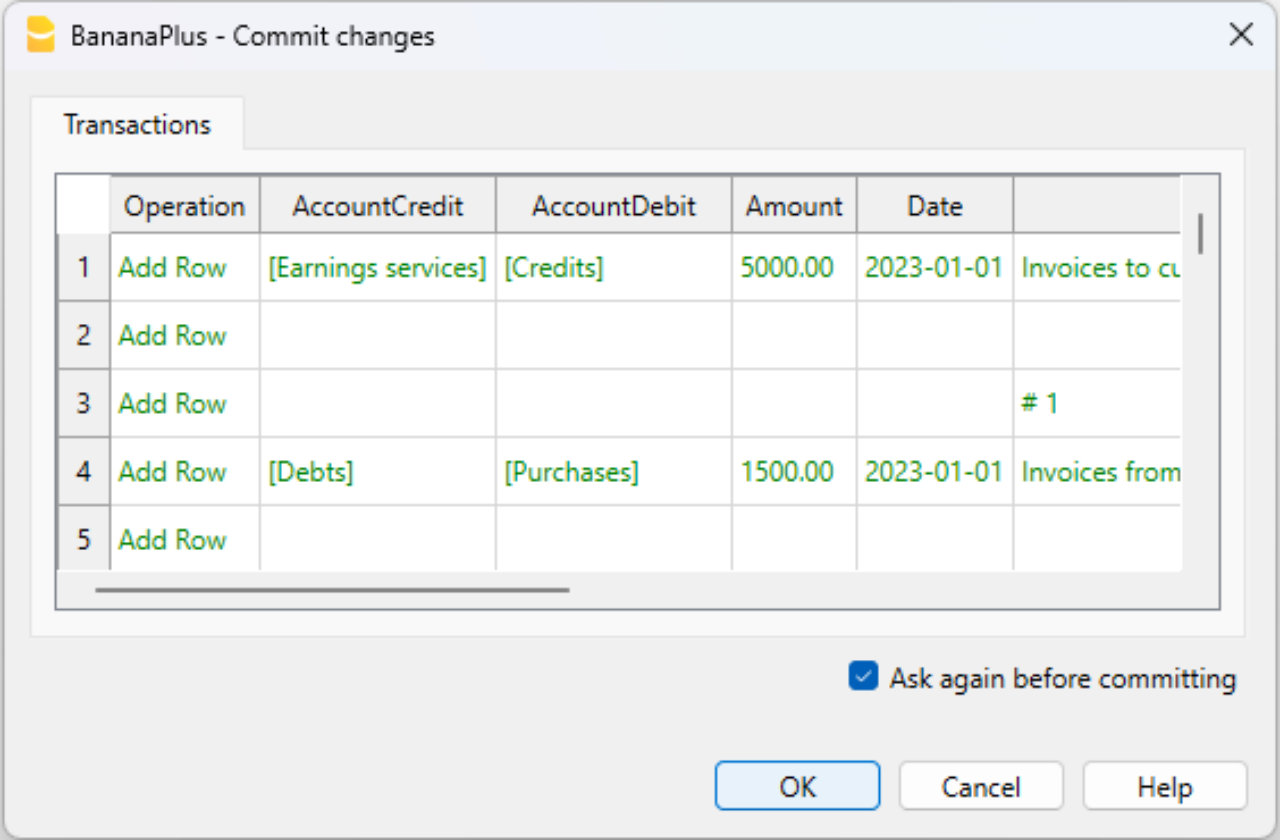 BananaPlus - Commit changes
Transactions
Operation AccountCredit AccountDebit Amount Date
1 Add Row [Earnings services] [Credits] 5000.00 2023-01-01 Invoices to cu
2 Add Row
3 Add Row # 1
4 Add Row [Debts] [Purchases] 1500.00 2023-01-01 Invoices from
5 Add Row
Ask again before committing
OK Cancel Help